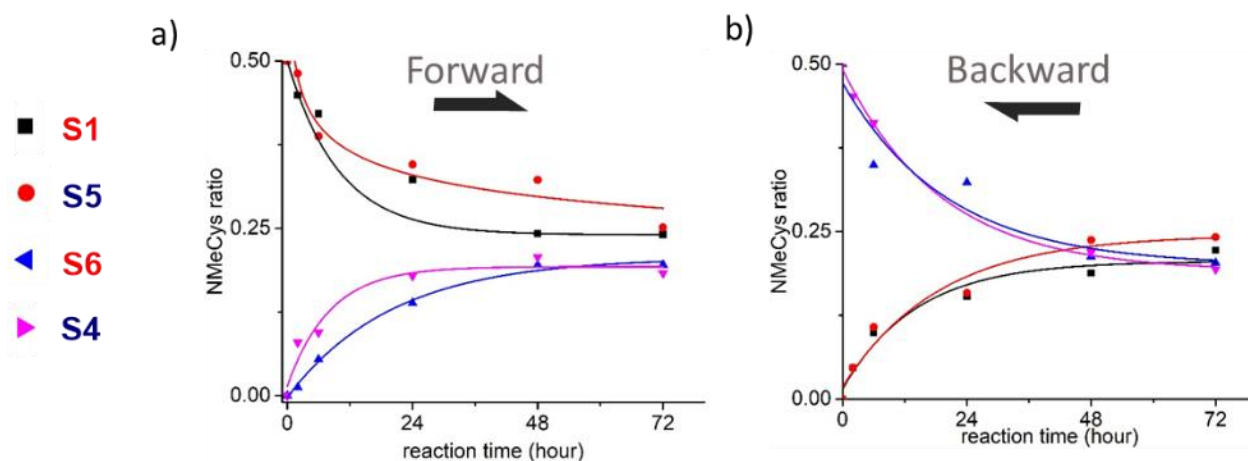 a)
b)
S1
S5
S6
S4
Forward
NMeCys ratio
0.50
0.25
0.00
0
24
48
72
reaction time (hour)
Backward
NMeCys ratio
0.50
0.25
0.00
0
24
48
72
reaction time (hour)